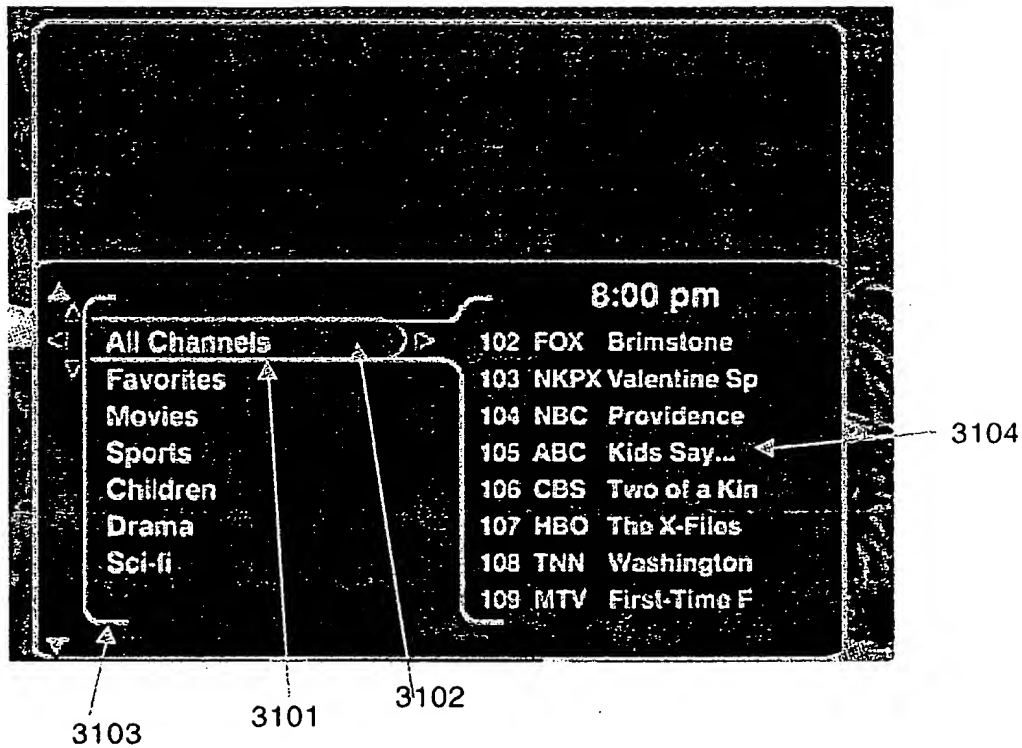 8:00 pm
All Channels
Favorites
Movies
Sports
Children
Drama
Sci-fi
102 FOX Brimstone
103 NKPX Valentine Sp
104 NBC Providence
105 ABC Kids Say...
106 CBS Two of a Kin
107 HBO The X-Files
108 TNN Washington
109 MTV First-Time F
3104
3103
3101
3102